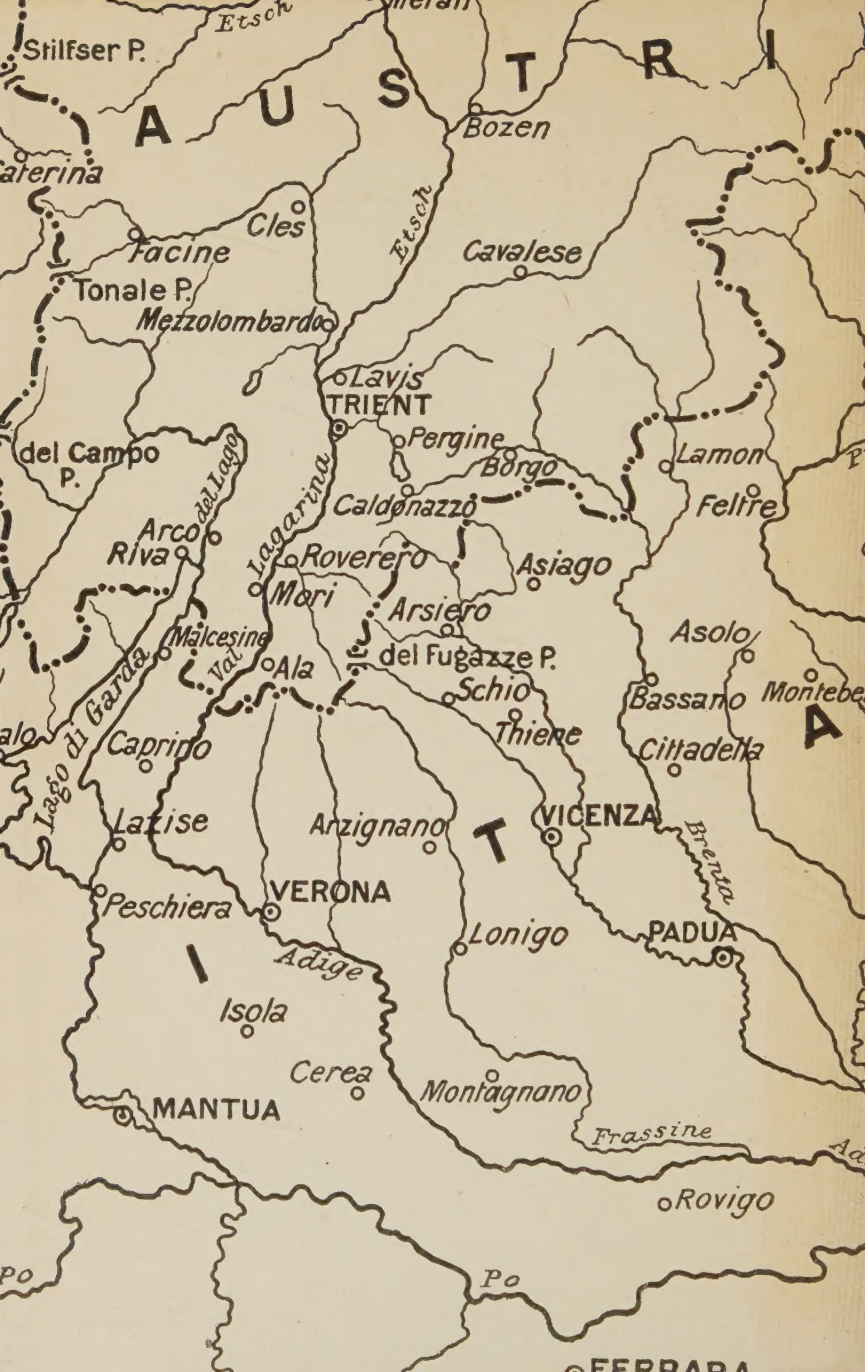 Etsch
Stilfser P.
A U S T R I
Bozen
Etsch
Cles
Facine
Cavalese
Tonale P.
Mezzolombardo
Lavis
TRIENT
Pergine
Borgo
Lamon
del Campo
P.
del Lago
Caldonazzo
Feltre
Arco
Riva
Lagarina
Roverero
Asiago
Mori
Arsiero
Asolo
Malcesine
Val
Ala
del Fugazze P.
Schio
Bassano
Montebe
A
Lago di Garda
Thiene
alo
Caprino
Cittadella
Lazise
Arzignano
T
VICENZA
Brenta
VERONA
Peschiera
Lonigo
PADUA
I
Adige
Isola
Cerea
Montagnano
MANTUA
Frassine
Ad
Rovigo
Po
Po
FERRARA